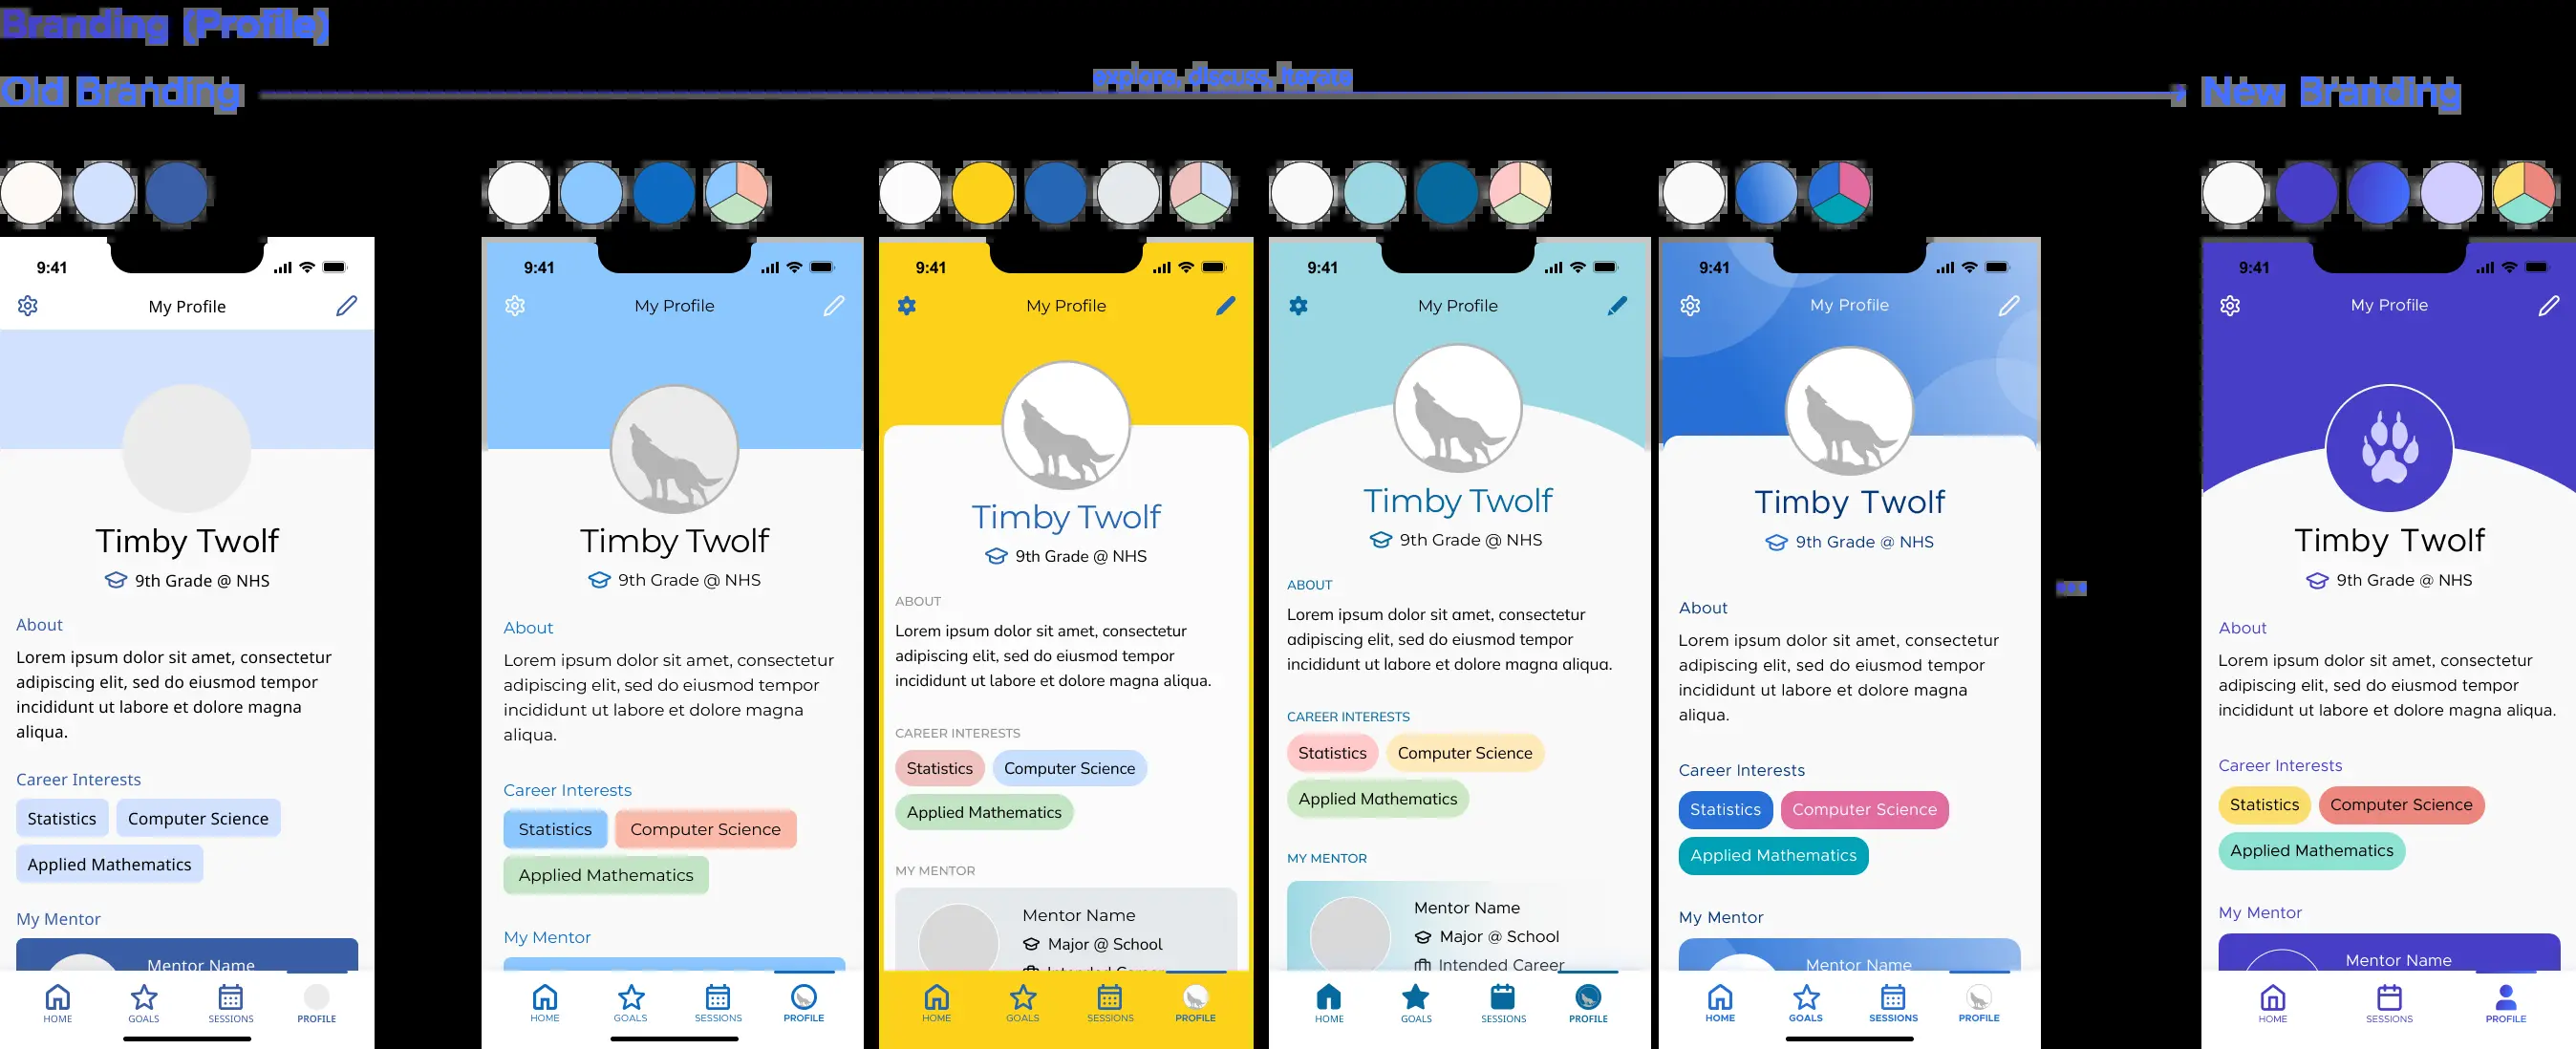 Branding (Profile)
Old Branding
explore, discuss, iterate
New Branding
9:41
My Profile
Timby Twolf
9th Grade @ NHS
About
Lorem ipsum dolor sit amet, consectetur
adipiscing elit, sed do eiusmod tempor
incididunt ut labore et dolore magna
aliqua.
Career Interests
Statistics
Computer Science
Applied Mathematics
My Mentor
Mentor Name
HOME
GOALS
SESSIONS
PROFILE
9:41
My Profile
Timby Twolf
9th Grade @ NHS
About
Lorem ipsum dolor sit amet, consectetur
adipiscing elit, sed do eiusmod tempor
incididunt ut labore et dolore magna
aliqua.
Career Interests
Statistics
Computer Science
Applied Mathematics
My Mentor
HOME
GOALS
SESSIONS
PROFILE
9:41
My Profile
Timby Twolf
9th Grade @ NHS
ABOUT
Lorem ipsum dolor sit amet, consectetur
adipiscing elit, sed do eiusmod tempor
incididunt ut labore et dolore magna aliqua.
CAREER INTERESTS
Statistics
Computer Science
Applied Mathematics
MY MENTOR
Mentor Name
Major @ School
Intended Career
HOME
GOALS
SESSIONS
PROFILE
9:41
My Profile
Timby Twolf
9th Grade @ NHS
ABOUT
Lorem ipsum dolor sit amet, consectetur
adipiscing elit, sed do eiusmod tempor
incididunt ut labore et dolore magna aliqua.
CAREER INTERESTS
Statistics
Computer Science
Applied Mathematics
MY MENTOR
Mentor Name
Major @ School
Intended Career
HOME
GOALS
SESSIONS
PROFILE
9:41
My Profile
Timby Twolf
9th Grade @ NHS
About
Lorem ipsum dolor sit amet, consectetur
adipiscing elit, sed do eiusmod tempor
incididunt ut labore et dolore magna
aliqua.
Career Interests
Statistics
Computer Science
Applied Mathematics
My Mentor
Mentor Name
HOME
GOALS
SESSIONS
PROFILE
...
9:41
My Profile
Timby Twolf
9th Grade @ NHS
About
Lorem ipsum dolor sit amet, consectetur
adipiscing elit, sed do eiusmod tempor
incididunt ut labore et dolore magna aliqua.
Career Interests
Statistics
Computer Science
Applied Mathematics
My Mentor
Mentor Name
HOME
SESSIONS
PROFILE